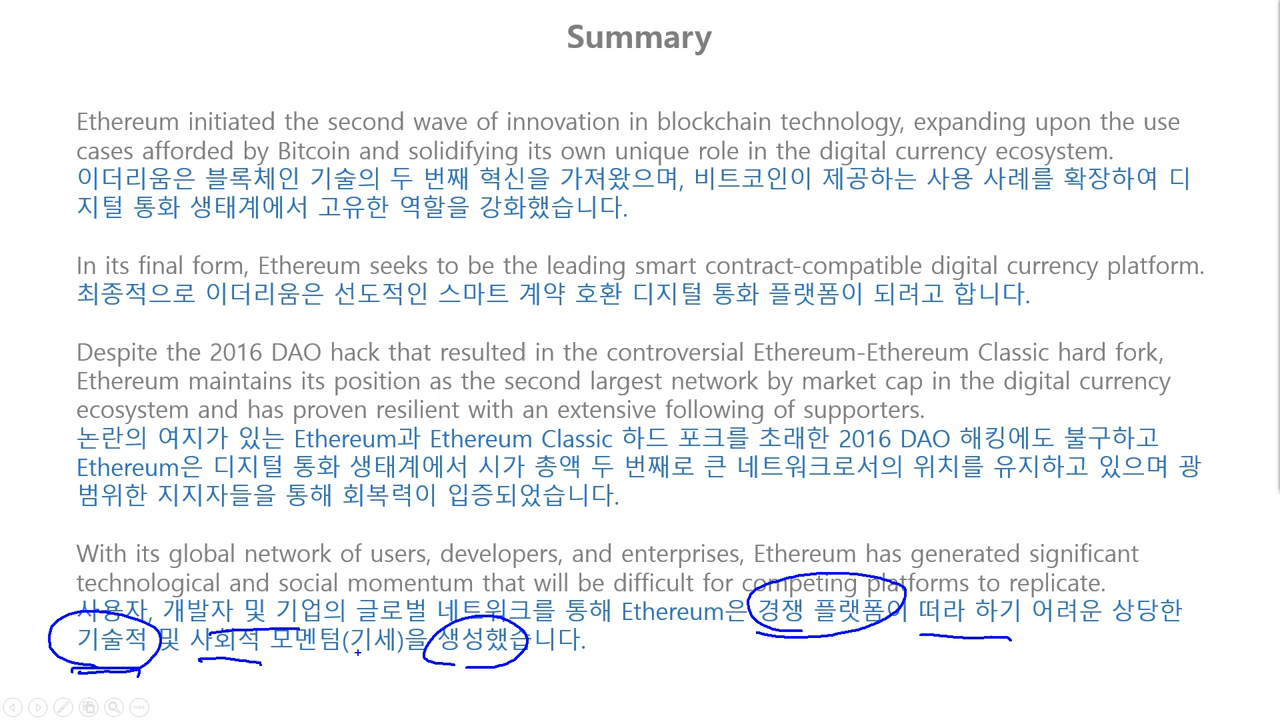 Summary
Ethereum initiated the second wave of innovation in blockchain technology, expanding upon the use
cases afforded by Bitcoin and solidifying its own unique role in the digital currency ecosystem.
이더리움은 블록체인 기술의 두 번째 혁신을 가져왔으며, 비트코인이 제공하는 사용 사례를 확장하여 디
지털 통화 생태계에서 고유한 역할을 강화했습니다.
In its final form, Ethereum seeks to be the leading smart contract-compatible digital currency platform.
최종적으로 이더리움은 선도적인 스마트 계약 호환 디지털 통화 플랫폼이 되려고 합니다.
Despite the 2016 DAO hack that resulted in the controversial Ethereum-Ethereum Classic hard fork,
Ethereum maintains its position as the second largest network by market cap in the digital currency
ecosystem and has proven resilient with an extensive following of supporters.
논란의 여지가 있는 Ethereum과 Ethereum Classic 하드 포크를 초래한 2016 DAO 해킹에도 불구하고
Ethereum은 디지털 통화 생태계에서 시가 총액 두 번째로 큰 네트워크로서의 위치를 유지하고 있으며 광
범위한 지지자들을 통해 회복력이 입증되었습니다.
With its global network of users, developers, and enterprises, Ethereum has generated significant
technological and social momentum that will be difficult for competing platforms to replicate.
사용자, 개발자 및 기업의 글로벌 네트워크를 통해 Ethereum은 경쟁 플랫폼이 떠라 하기 어려운 상당한
기술적 및 사회적 모멘텀(기세)을 생성했습니다.